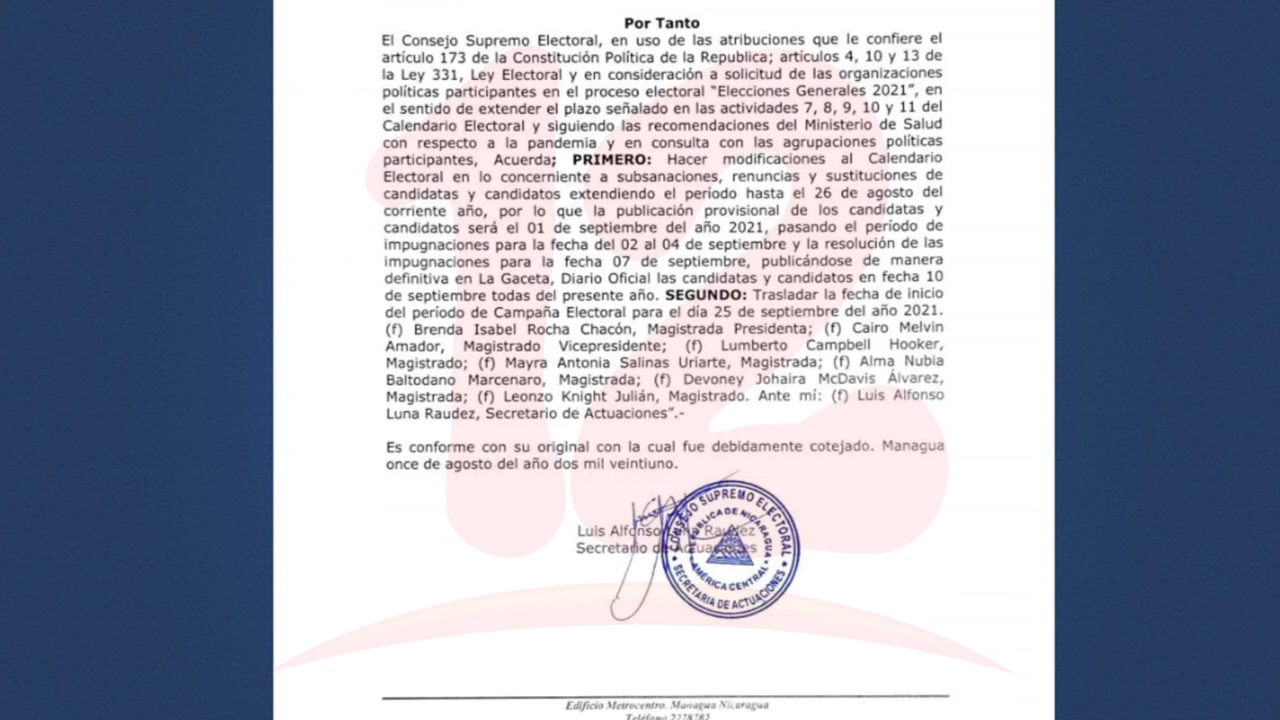 Por Tanto
El Consejo Supremo Electoral, en uso de las atribuciones que le confiere el
artículo 173 de la Constitución Política de la Republica; artículos 4, 10 y 13 de
la Ley 331, Ley Electoral y en consideración a solicitud de las organizaciones
políticas participantes en el proceso electoral "Elecciones Generales 2021", en
el sentido de extender el plazo señalado en las actividades 7, 8, 9, 10 y 11 del
Calendario Electoral y siguiendo las recomendaciones del Ministerio de Salud
con respecto a la pandemia y en consulta con las agrupaciones políticas
participantes, Acuerda; PRIMERO: Hacer modificaciones al Calendario
Electoral en lo concerniente a subsanaciones, renuncias y sustituciones de
candidatas y candidatos extendiendo el período hasta el 26 de agosto del
corriente año, por lo que la publicación provisional de los candidatas y
candidatos será el 01 de septiembre del año 2021, pasando el período de
impugnaciones para la fecha del 02 al 04 de septiembre y la resolución de las
impugnaciones para la fecha 07 de septiembre, publicándose de manera
definitiva en La Gaceta, Diario Oficial las candidatas y candidatos en fecha 10
de septiembre todas del presente año. SEGUNDO: Trasladar la fecha de inicio
del período de Campaña Electoral para el día 25 de septiembre del año 2021.
(f) Brenda Isabel Rocha Chacón, Magistrada Presidenta; (f) Cairo Melvin
Amador, Magistrado Vicepresidente; (f) Lumberto Campbell Hooker,
Magistrado; (f) Mayra Antonia Salinas Uriarte, Magistrada; (f) Alma Nubia
Baltodano Marcenaro, Magistrada; (f) Devoney Johaira McDavis Álvarez,
Magistrada; (f) Leonzo Knight Julián, Magistrado. Ante mí: (f) Luis Alfonso
Luna Raudez, Secretario de Actuaciones”.-
Es conforme con su original con la cual fue debidamente cotejado. Managua
once de agosto del año dos mil veintiuno.
Luis Alfonso Luna Raudez
Secretario de Actuaciones
CONSEJO SUPREMO ELECTORAL
REPUBLICA DE NICARAGUA
AMÉRICA CENTRAL
SECRETARIA DE ACTUACIONES
12
Edificio Metrocentro. Managua Nicaragua
Teléfono 2278282